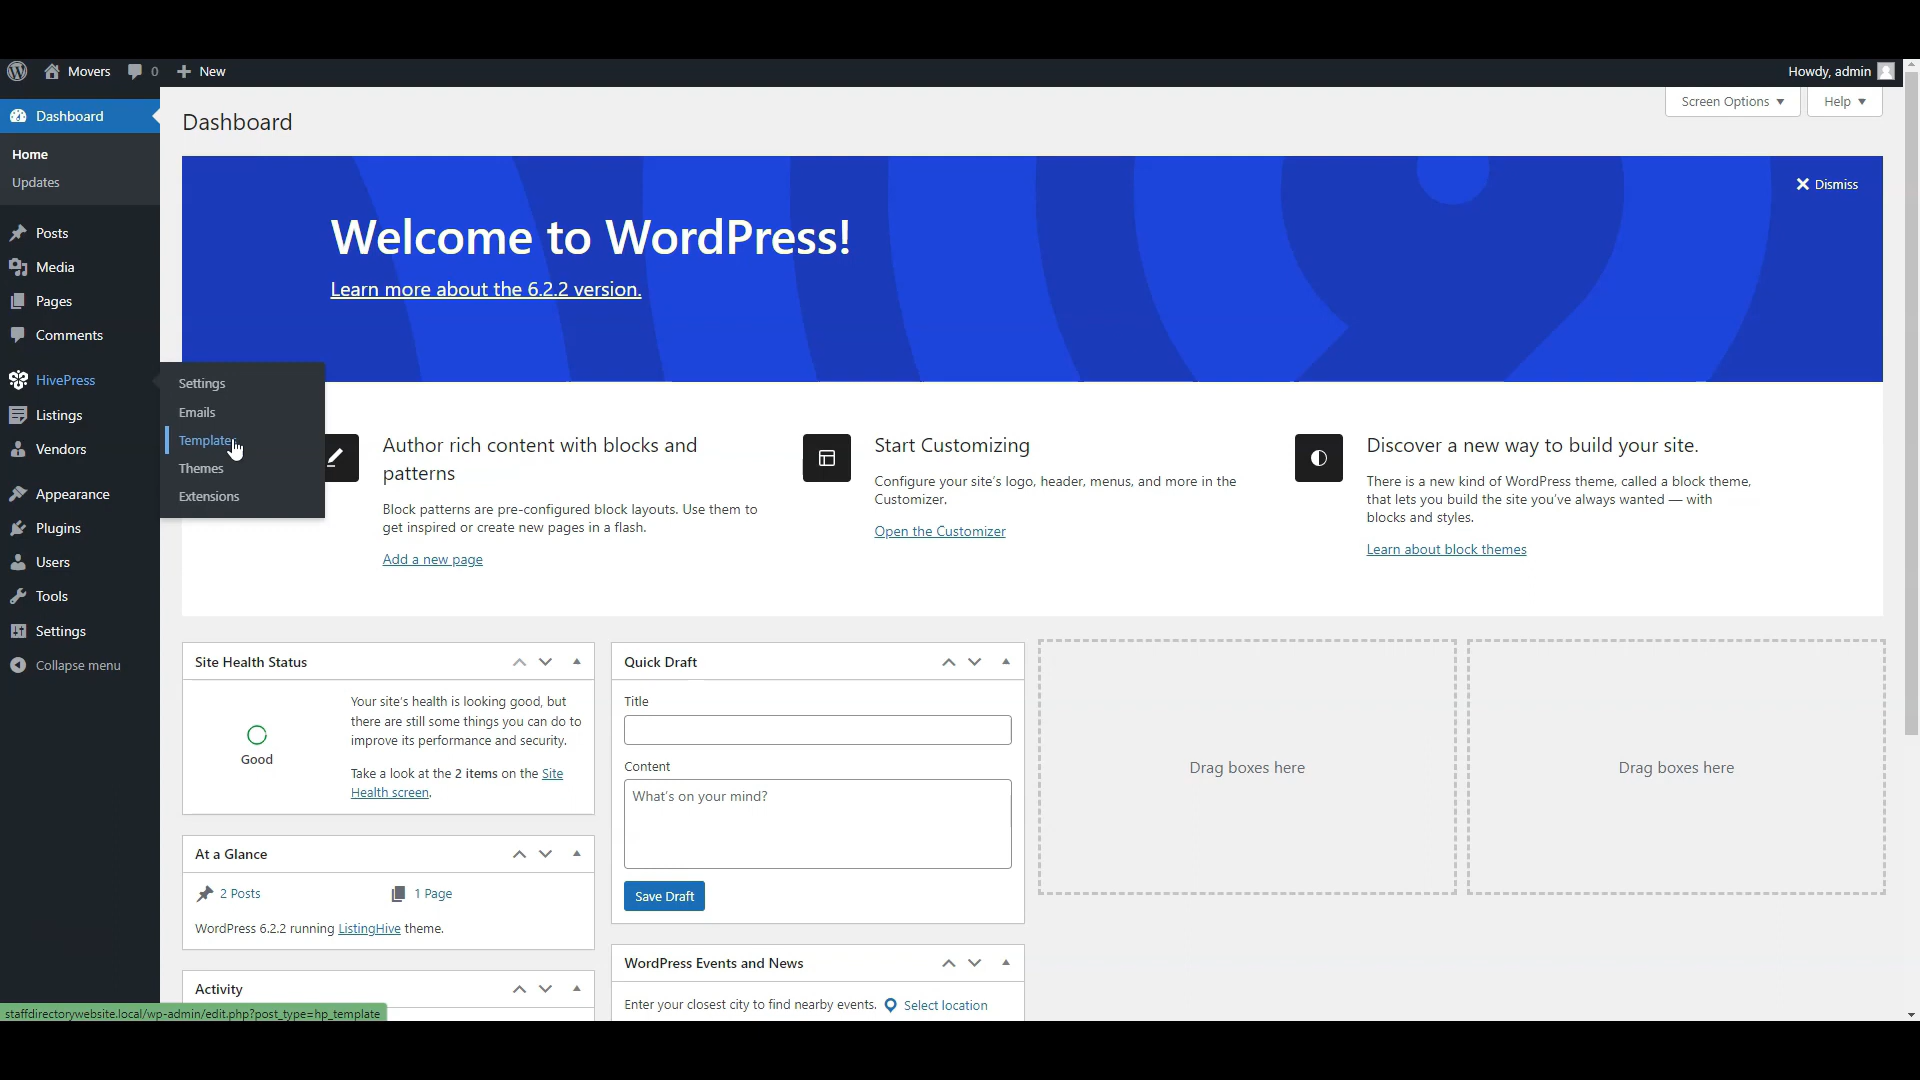 Movers 0 New Howdy, admin
Screen Options Help
Dashboard
Home
Updates
Posts
Media
Pages
Comments
HivePress
Listings
Vendors
Appearance
Plugins
Users
Tools
Settings
Collapse menu
Settings
Emails
Template
Themes
Extensions
Dashboard
Dismiss
Welcome to WordPress!
Learn more about the 6.2.2 version.
Author rich content with blocks and
patterns
Block patterns are pre-configured block layouts. Use them to
get inspired or create new pages in a flash.
Add a new page
Start Customizing
Configure your site's logo, header, menus, and more in the
Customizer.
Open the Customizer
Discover a new way to build your site.
There is a new kind of WordPress theme, called a block theme,
that lets you build the site you've always wanted — with
blocks and styles.
Learn about block themes
Site Health Status
Good
Your site's health is looking good, but
there are still some things you can do to
improve its performance and security.
Take a look at the 2 items on the Site
Health screen.
At a Glance
2 Posts 1 Page
WordPress 6.2.2 running ListingHive theme.
Activity
Quick Draft
Title
Content
What's on your mind?
Save Draft
WordPress Events and News
Enter your closest city to find nearby events. Select location
Drag boxes here
Drag boxes here
staffdirectorywebsite.local/wp-admin/edit.php?post_type=hp_template